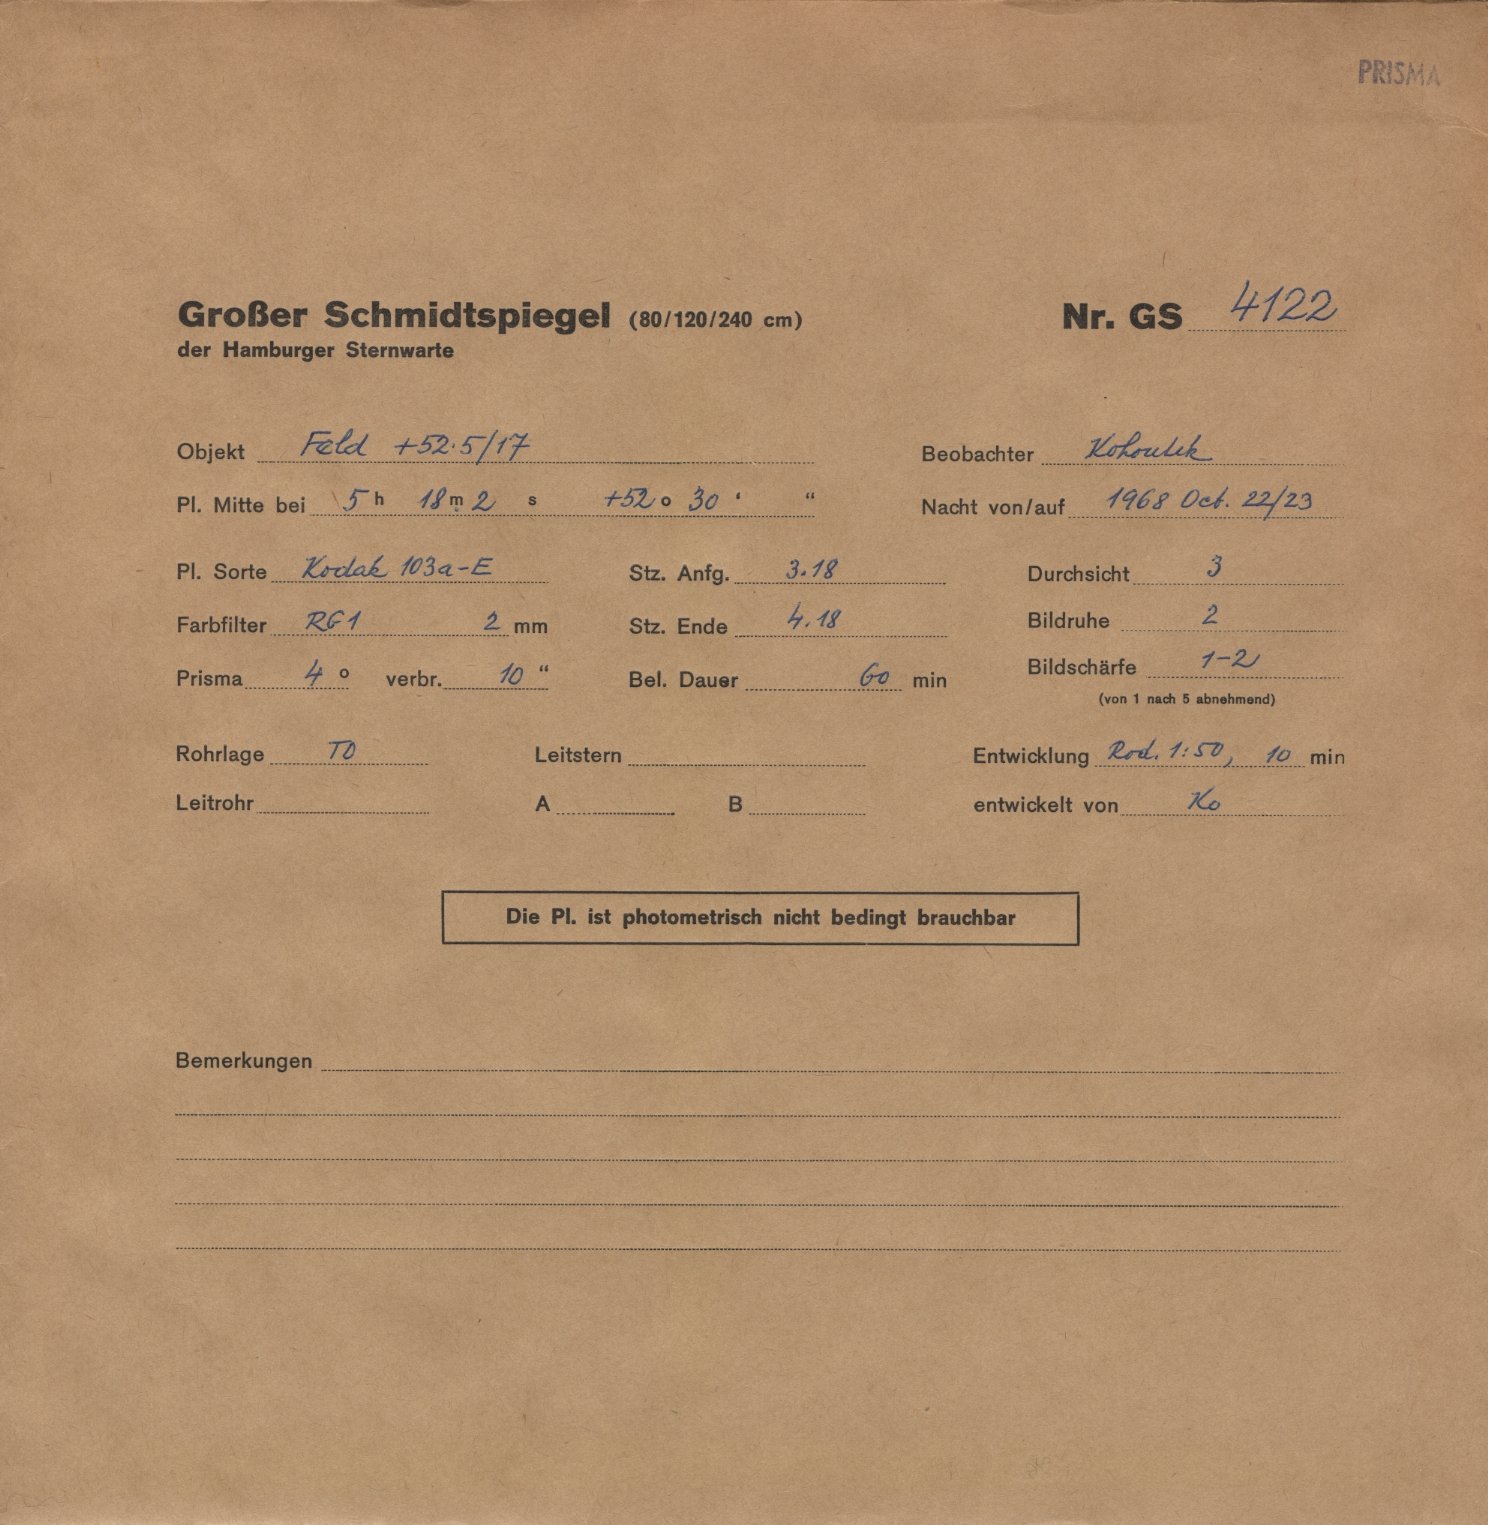 PRISMA
Großer Schmidtspiegel (80/120/240 cm) Nr. GS 4122
der Hamburger Sternwarte
Objekt Feld +52.5/17 Beobachter Kohoutek
Pl. Mitte bei 5 h 18 m 2 s +52 o 30 ‘ “ Nacht von/auf 1968 Oct. 22/23
Pl. Sorte Kodak 103a-E Stz. Anfg. 3.18 Durchsicht 3
Farbfilter RG1 2 mm Stz. Ende 4.18 Bildruhe 2
Prisma 4 o verbr. 10 “ Bel. Dauer 60 min Bildschärfe 1-2
(von 1 nach 5 abnehmend)
Rohrlage TO Leitstern Entwicklung Rod. 1:50, 10 min
Leitrohr A B entwickelt von Ko
Die Pl. ist photometrisch nicht bedingt brauchbar
Bemerkungen